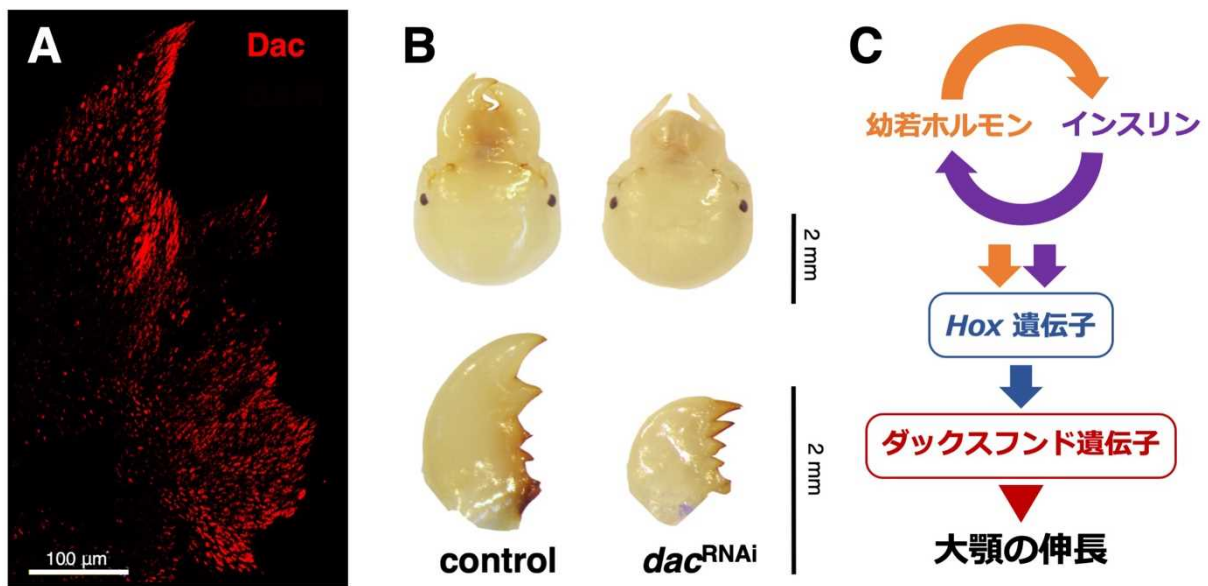 A
Dac
100 μm
B
2 mm
2 mm
control
dacRNAi
C
幼若ホルモン
インスリン
Hox 遺伝子
ダックスフンド遺伝子
大顎の伸長